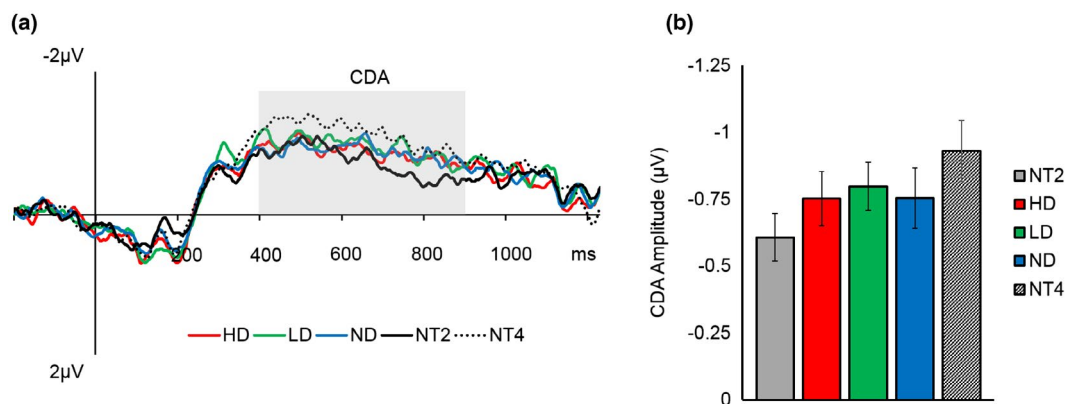 (a)
-2µV
CDA
200 400 600 800 1000 ms
HD LD ND NT2 NT4
2µV
(b)
-1.25
-1
-0.75
-0.5
-0.25
0
CDA Amplitude (µV)
NT2
HD
LD
ND
NT4